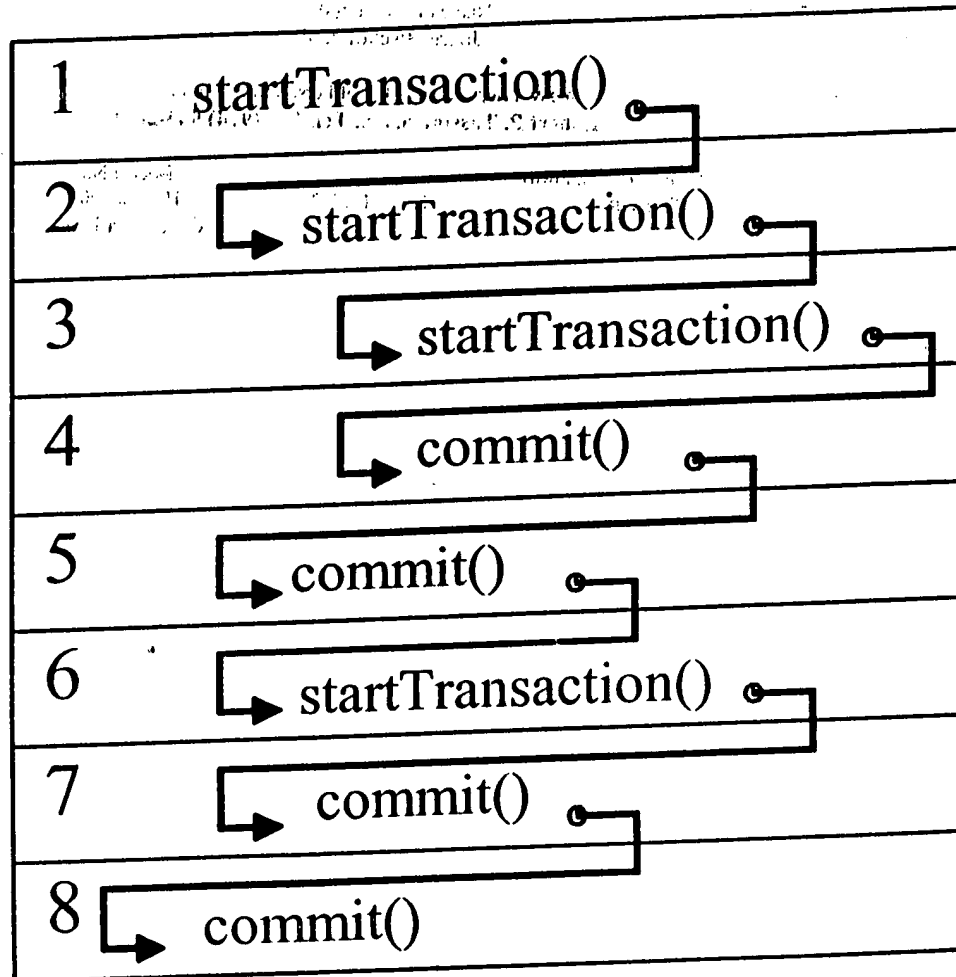 1 startTransaction()
2 startTransaction()
3 startTransaction()
4 commit()
5 commit()
6 startTransaction()
7 commit()
8 commit()